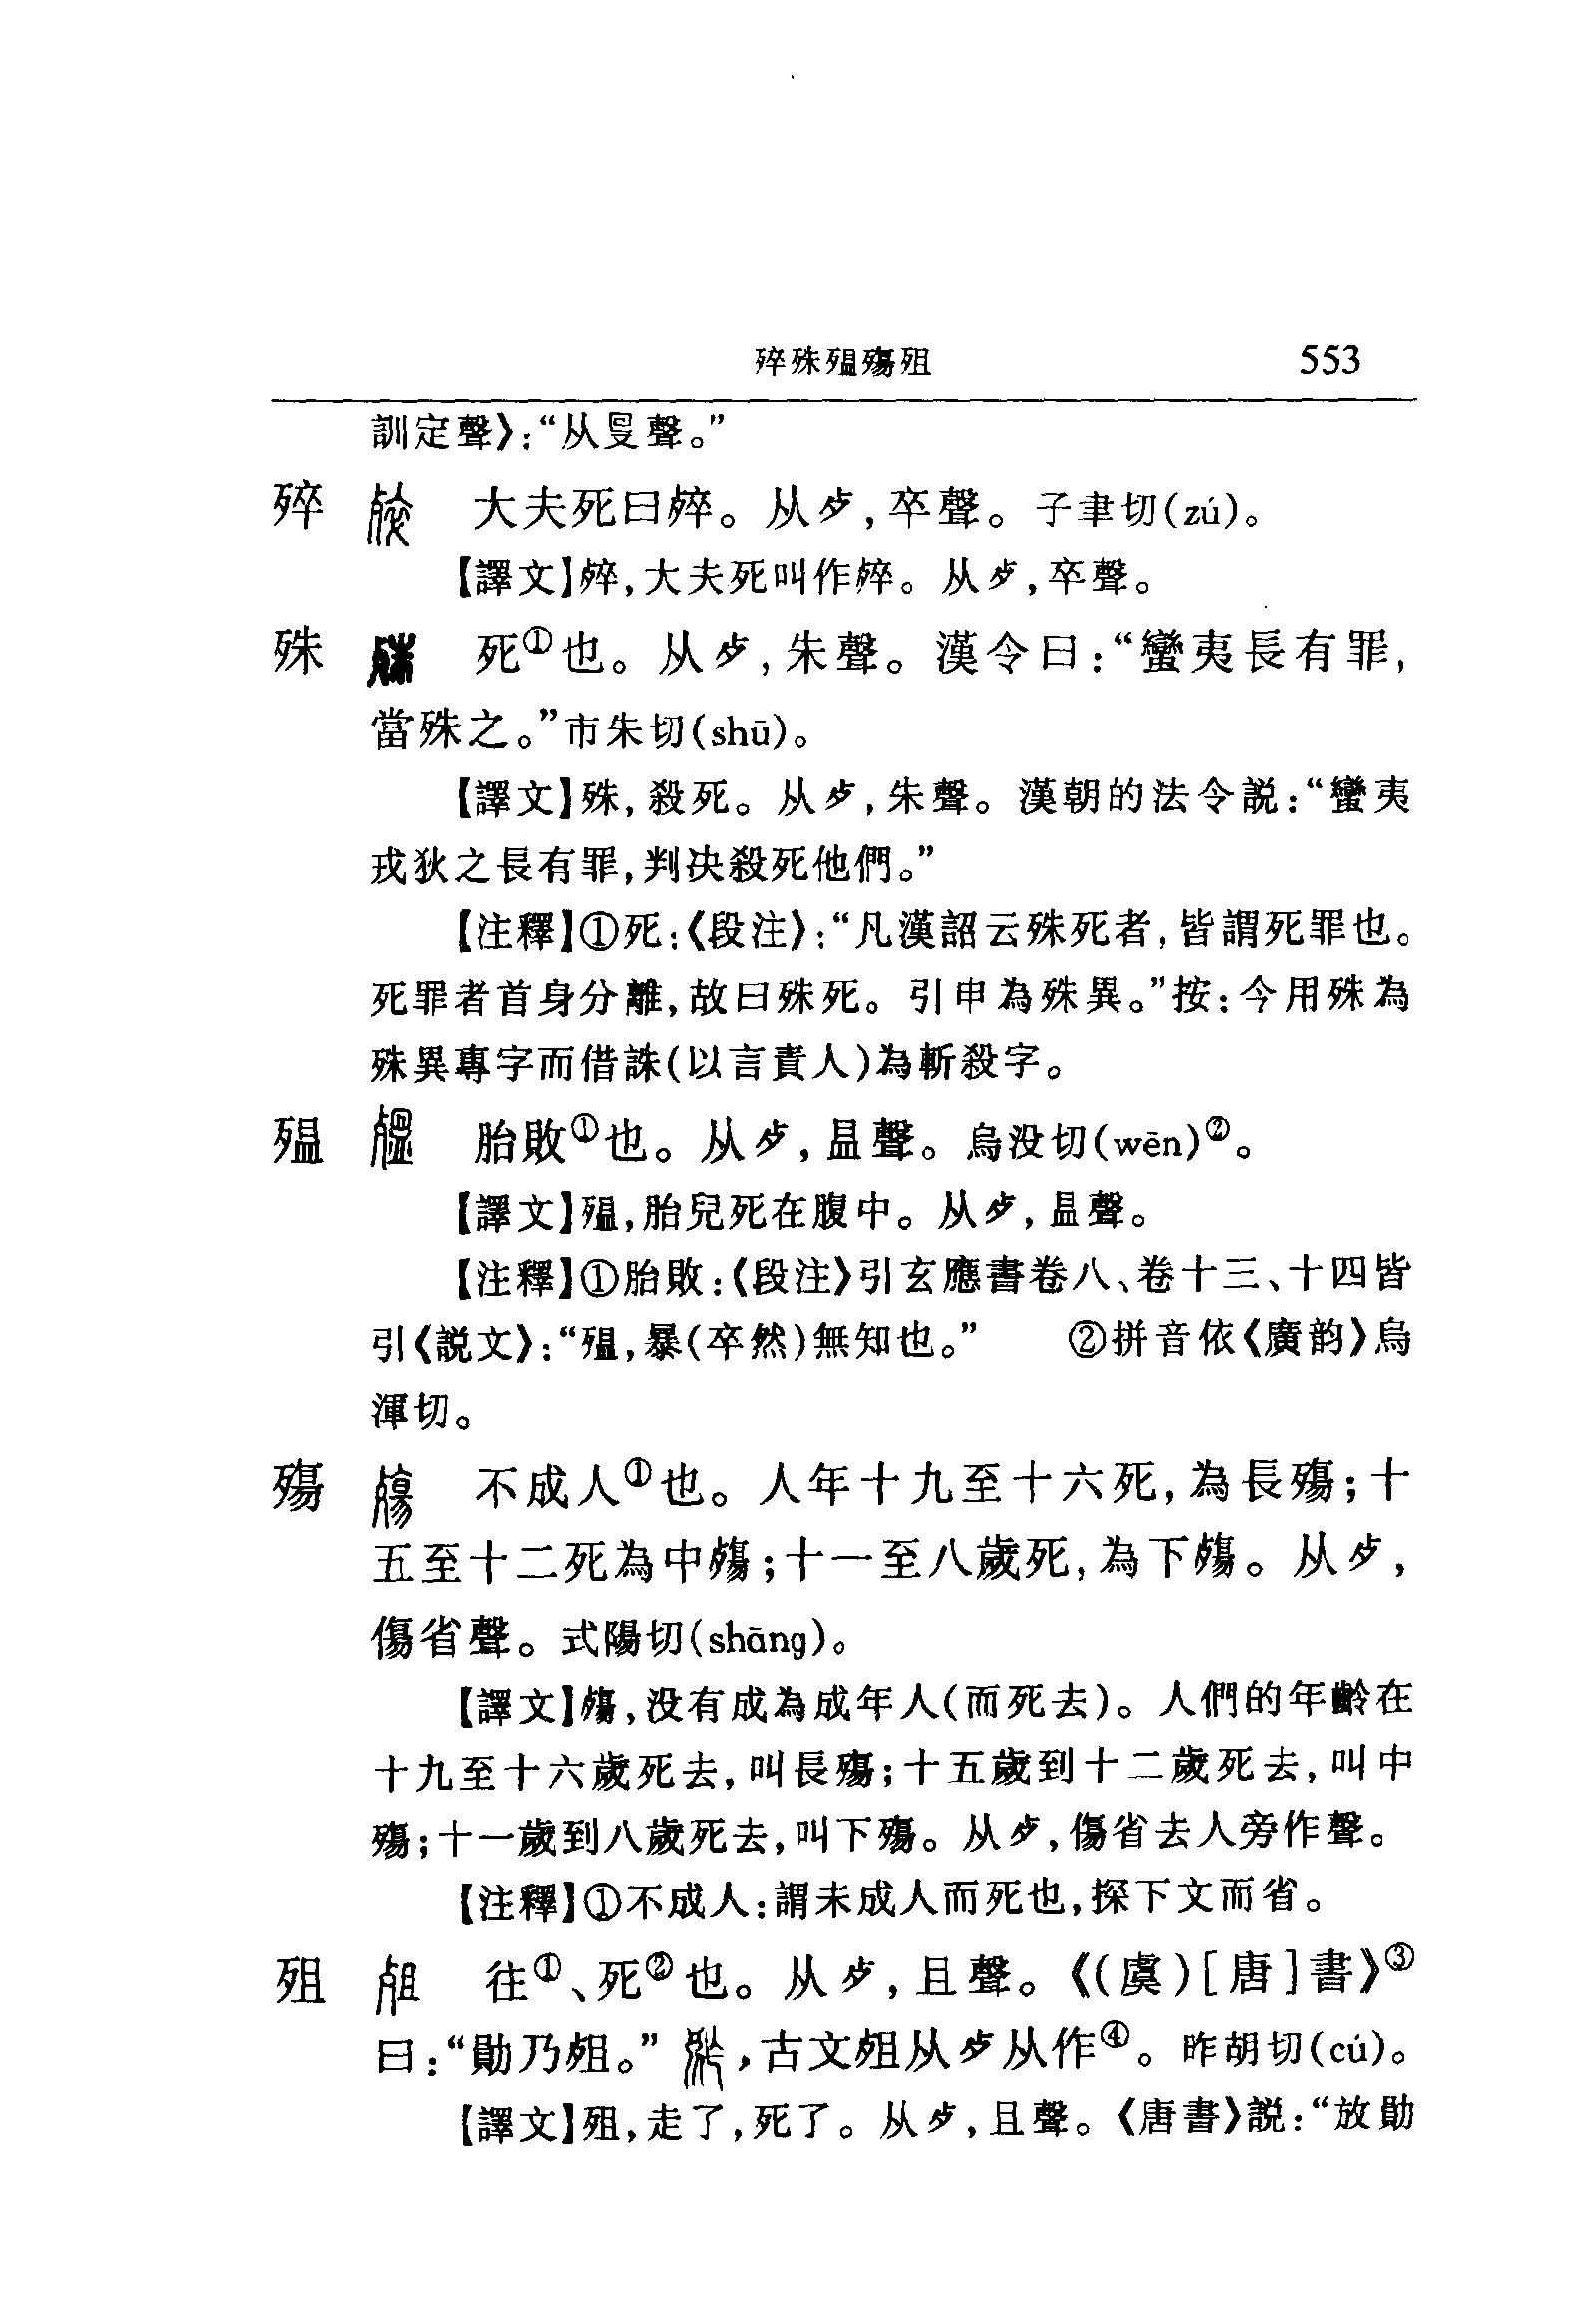 殌殊殟殤殂 553
訓定聲》：“从𠬛聲。”
殌 大夫死曰殌。从歺，卒聲。子聿切(zú)。
【譯文】殌，大夫死叫作殌。从歺，卒聲。
殊 死①也。从歺，朱聲。漢令曰：“蠻夷長有罪，
當殊之。”市朱切(shū)。
【譯文】殊，殺死。从歺，朱聲。漢朝的法令説：“蠻夷
戎狄之長有罪，判决殺死他們。”
【注釋】①死：《段注》：“凡漢詔云殊死者，皆謂死罪也。
死罪者首身分離，故曰殊死。引申為殊異。”按：今用殊為
殊異專字而借誅(以言責人)為斬殺字。
殟 胎敗①也。从歺，昷聲。烏没切(wēn)②。
【譯文】殟，胎兒死在腹中。从歺，昷聲。
【注釋】①胎敗：《段注》引玄應書卷八、卷十三、十四皆
引《説文》：“殟，暴(卒然)無知也。” ②拼音依《廣韵》烏
渾切。
殤 不成人①也。人年十九至十六死，為長殤；十
五至十二死為中殤；十一至八歲死，為下殤。从歺，
傷省聲。式陽切(shāng)。
【譯文】殤，没有成為成年人(而死去)。人們的年齡在
十九至十六歲死去，叫長殤；十五歲到十二歲死去，叫中
殤；十一歲到八歲死去，叫下殤。从歺，傷省去人旁作聲。
【注釋】①不成人：謂未成人而死也，探下文而省。
殂 往①、死②也。从歺，且聲。《(虞)[唐]書》③
曰：“勛乃殂。” ，古文殂从歺从作④。昨胡切(cú)。
【譯文】殂，走了，死了。从歺，且聲。《唐書》説：“放勛